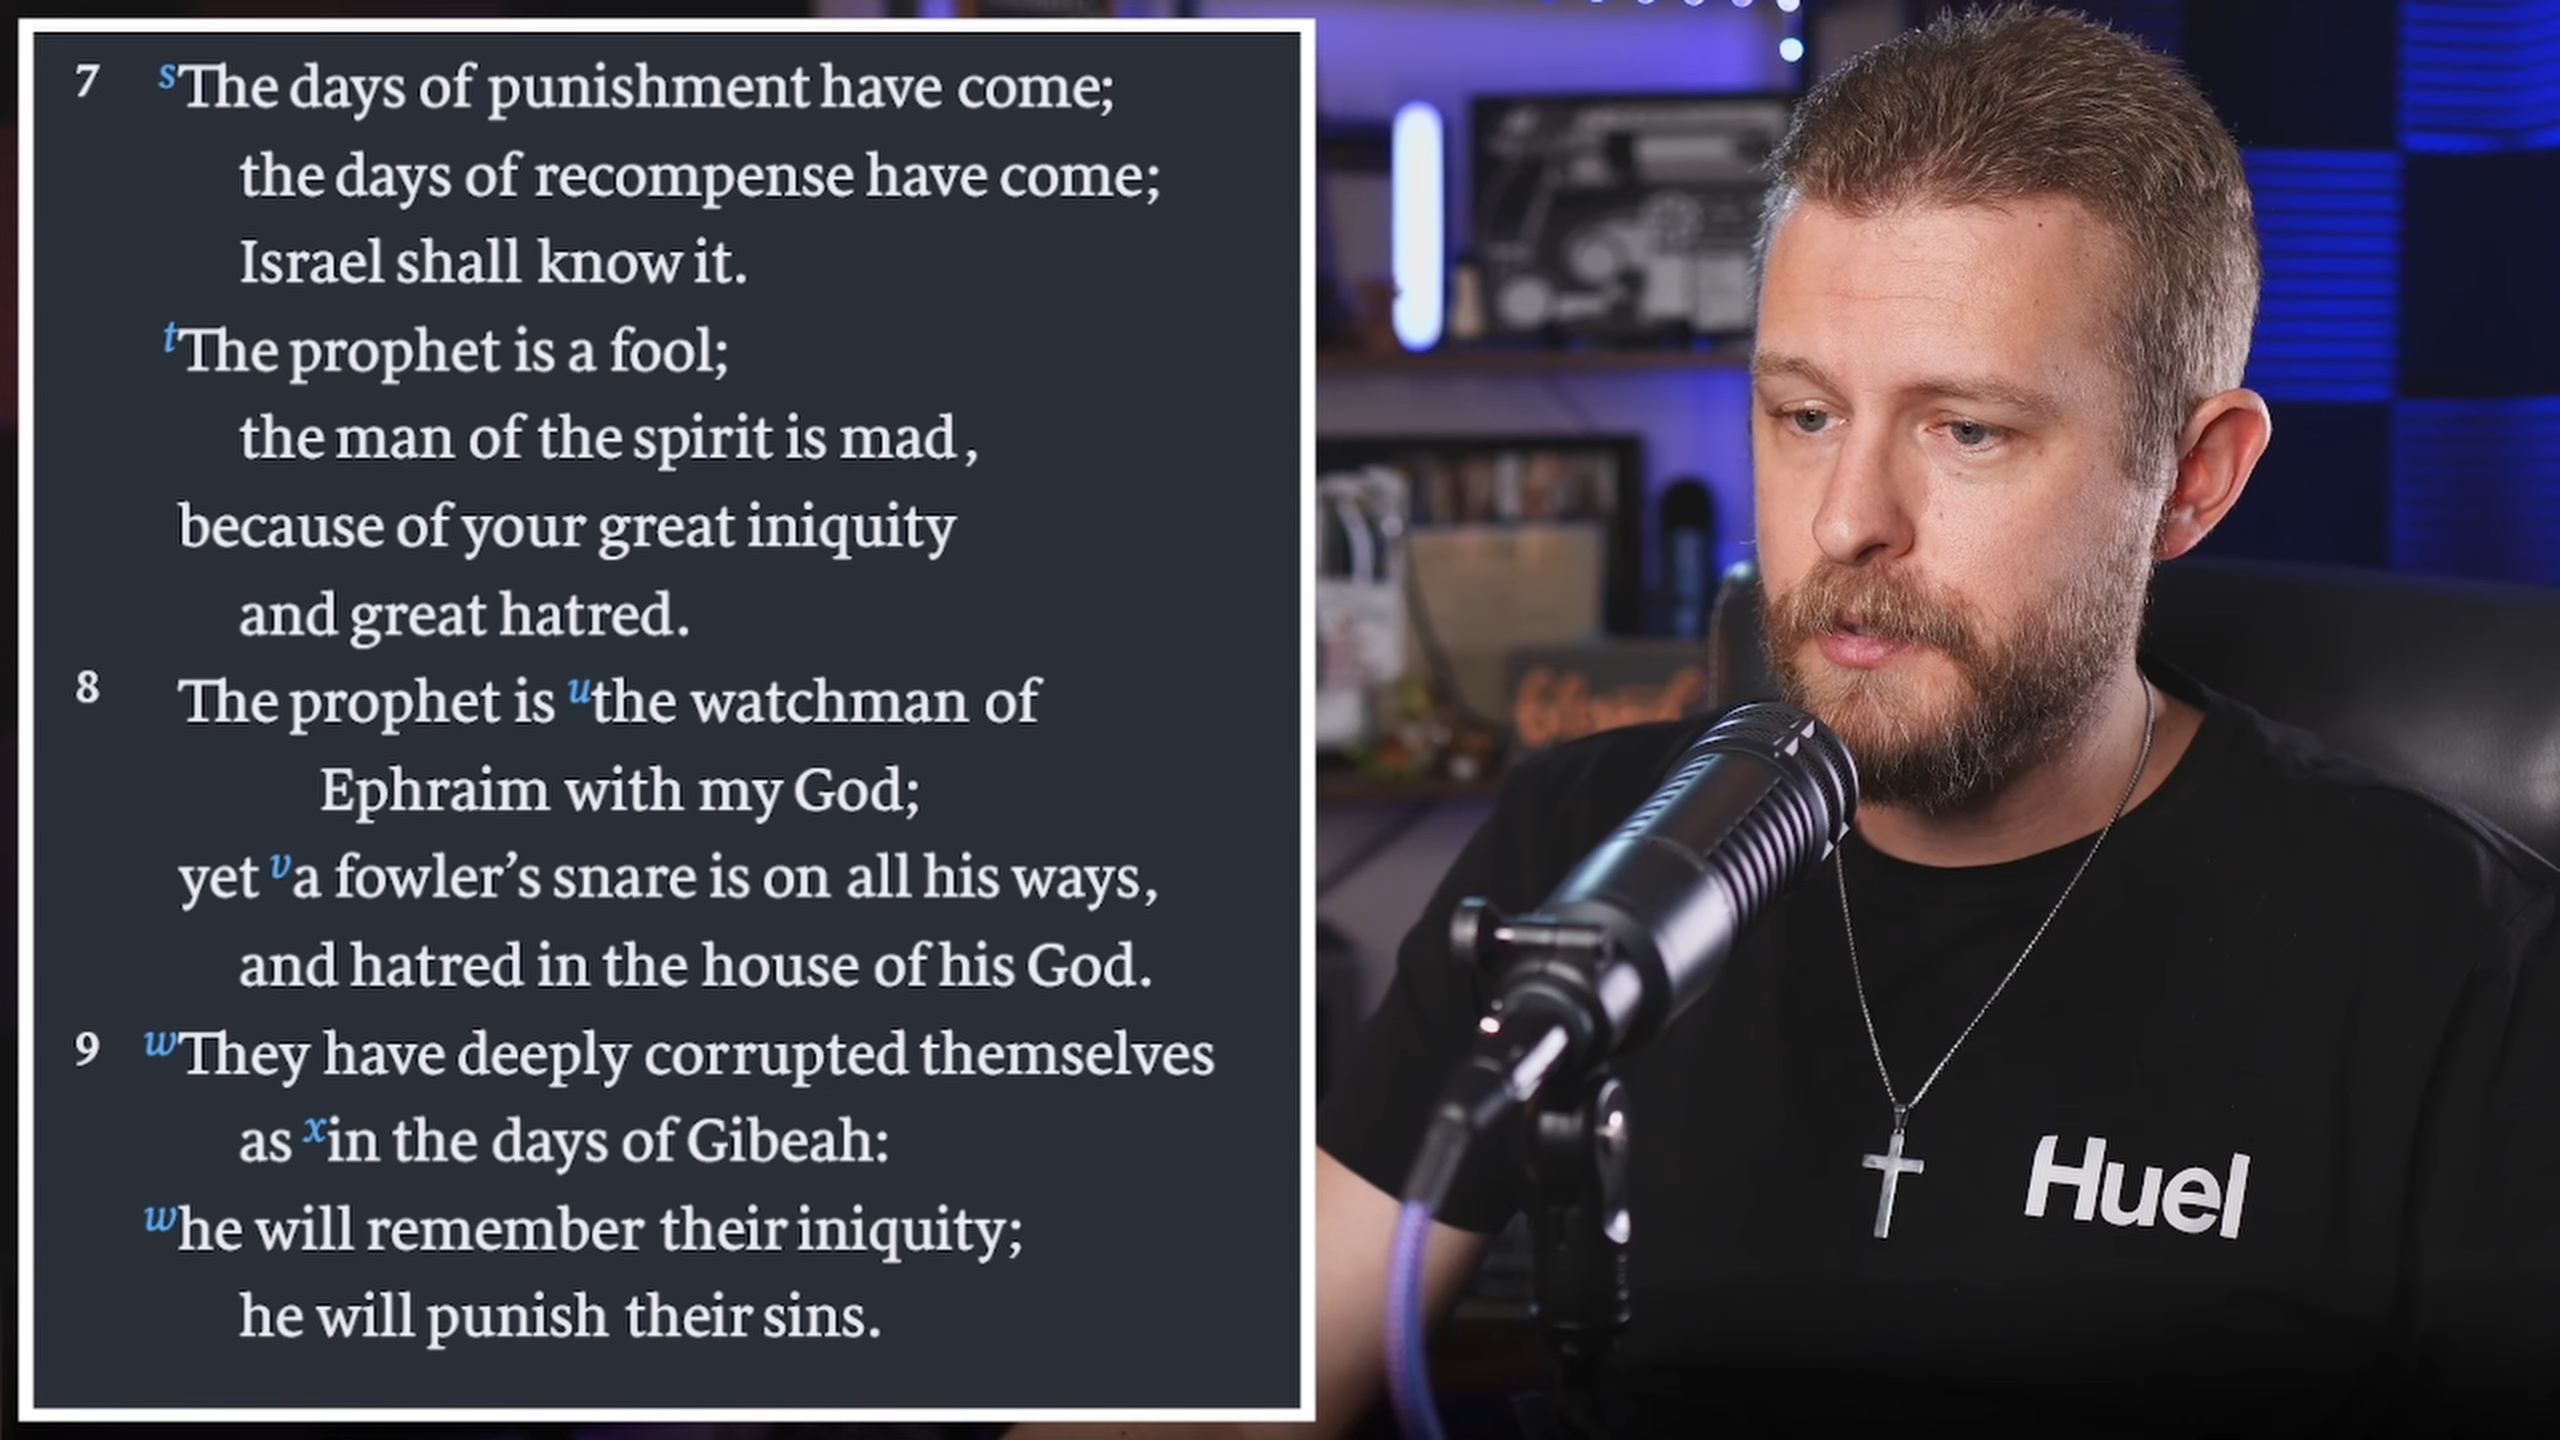 7 sThe days of punishment have come;
the days of recompense have come;
Israel shall know it.
tThe prophet is a fool;
the man of the spirit is mad,
because of your great iniquity
and great hatred.
8 The prophet is uthe watchman of
Ephraim with my God;
yet va fowler’s snare is on all his ways,
and hatred in the house of his God.
9 wThey have deeply corrupted themselves
as xin the days of Gibeah:
whe will remember their iniquity;
he will punish their sins.
Huel